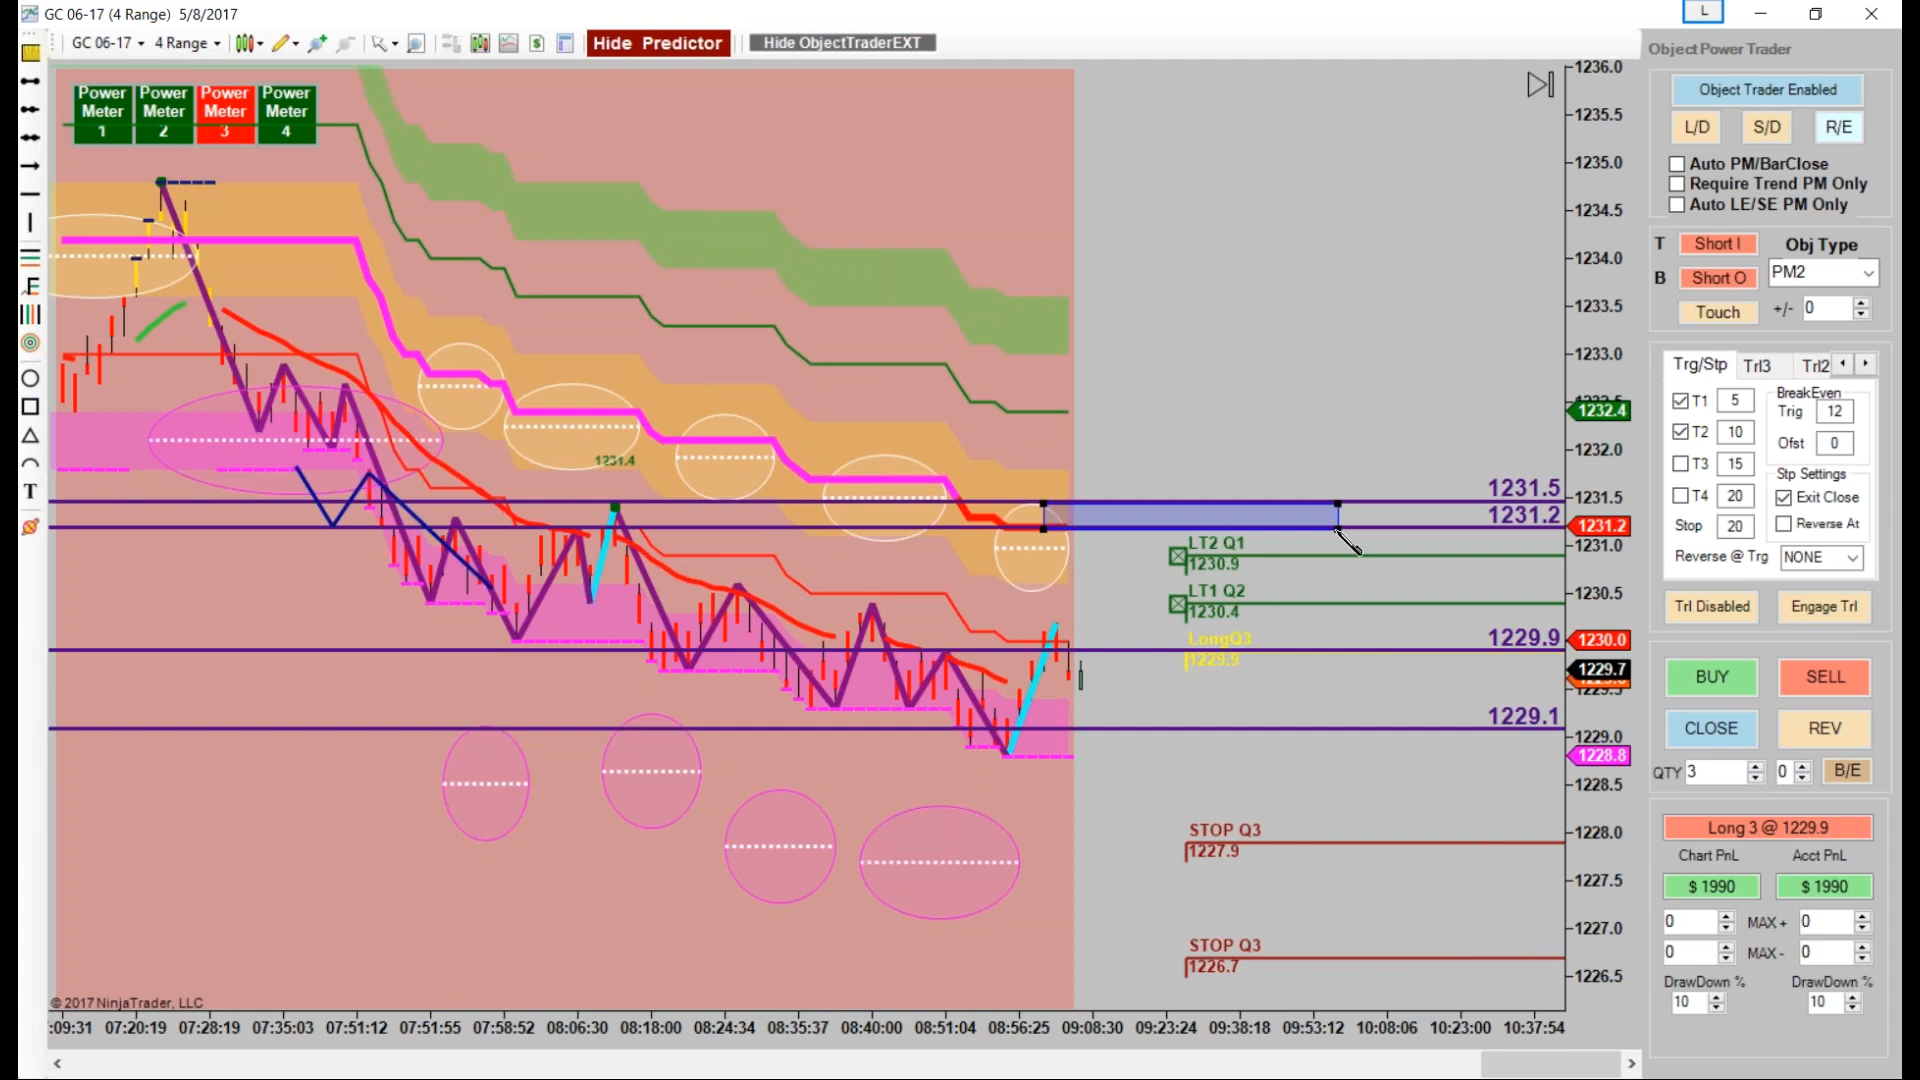 GC 06-17 (4 Range) 5/8/2017
L
GC 06-17 4 Range
Hide Predictor
Hide ObjectTraderEXT
Power Meter 1
Power Meter 2
Power Meter 3
Power Meter 4
1231.4
1231.5
1231.2
LT2 Q1
1230.9
LT1 Q2
1230.4
LongQ3
1229.9
1229.9
1229.1
STOP Q3
1227.9
STOP Q3
1226.7
© 2017 NinjaTrader, LLC
1236.0
1235.5
1235.0
1234.5
1234.0
1233.5
1233.0
1232.4
1232.0
1231.5
1231.2
1231.0
1230.5
1230.0
1229.7
1229.0
1228.8
1228.5
1228.0
1227.5
1227.0
1226.5
:09:31 07:20:19 07:28:19 07:35:03 07:51:12 07:51:55 07:58:52 08:06:30 08:18:00 08:24:34 08:35:37 08:40:00 08:51:04 08:56:25 09:08:30 09:23:24 09:38:18 09:53:12 10:08:06 10:23:00 10:37:54
T
Object Power Trader
Object Trader Enabled
L/D S/D R/E
Auto PM/BarClose
Require Trend PM Only
Auto LE/SE PM Only
T Short I Obj Type
B Short O PM2
Touch +/- 0
Trg/Stp Trl3 Trl2
T1 5 BreakEven
Trig 12
T2 10 Ofst 0
T3 15 Stp Settings
T4 20 Exit Close
Stop 20 Reverse At
Reverse @ Trg NONE
Trl Disabled Engage Trl
BUY SELL
CLOSE REV
QTY 3 0 B/E
Long 3 @ 1229.9
Chart PnL Acct PnL
$ 1990 $ 1990
0 MAX + 0
0 MAX - 0
DrawDown % DrawDown %
10 10